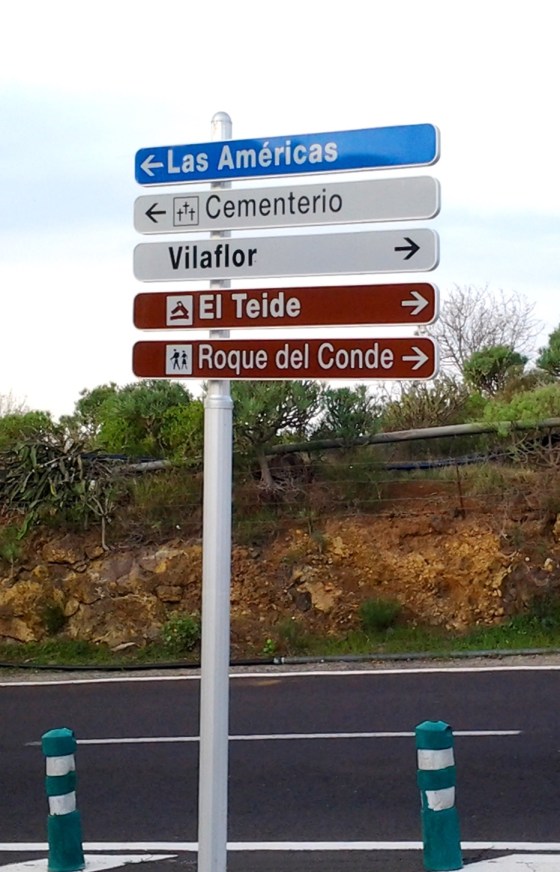 Las Américas
Cementerio
Vilaflor
El Teide
Roque del Conde